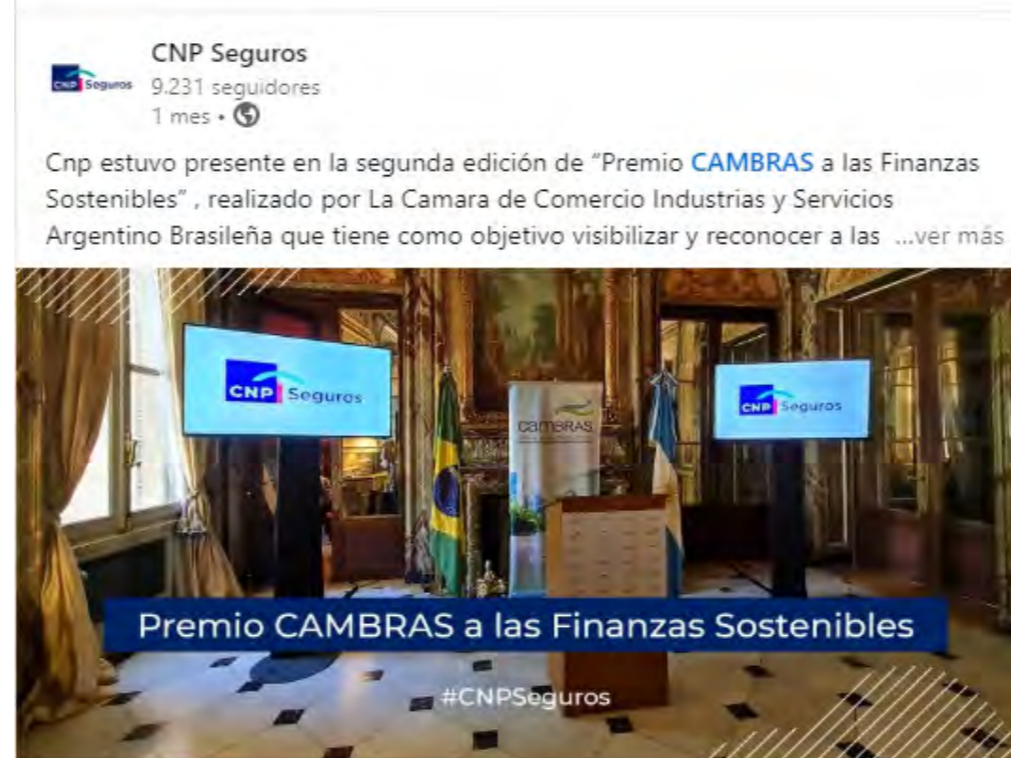 CNP Seguros
CNP Seguros
9.231 seguidores
1 mes •
Cnp estuvo presente en la segunda edición de “Premio CAMBRAS a las Finanzas
Sostenibles” , realizado por La Camara de Comercio Industrias y Servicios
Argentino Brasileña que tiene como objetivo visibilizar y reconocer a las ...ver más
CNP Seguros
CNP Seguros
camBRAS
Premio CAMBRAS a las Finanzas Sostenibles
#CNPSeguros